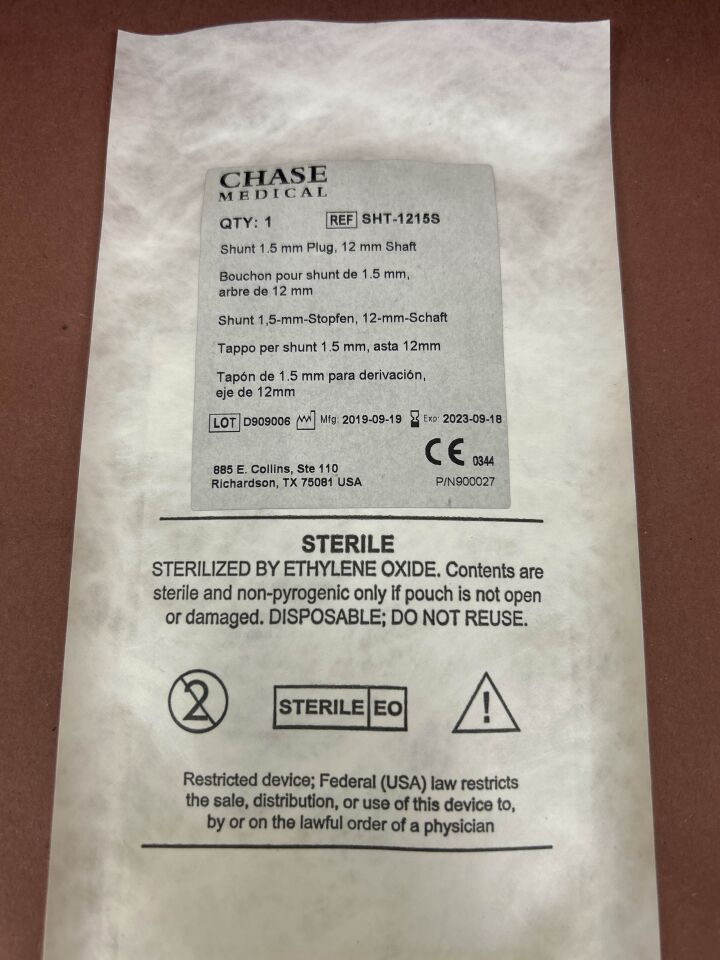 CHASE
MEDICAL
QTY: 1 REF SHT-1215S
Shunt 1.5 mm Plug, 12 mm Shaft
Bouchon pour shunt de 1.5 mm,
arbre de 12 mm
Shunt 1,5-mm-Stopfen, 12-mm-Schaft
Tappo per shunt 1.5 mm, asta 12mm
Tapón de 1.5 mm para derivación,
eje de 12mm
LOT D909006 Mfg: 2019-09-19 Exp: 2023-09-18
CE 0344
885 E. Collins, Ste 110
Richardson, TX 75081 USA P/N900027
STERILE
STERILIZED BY ETHYLENE OXIDE. Contents are
sterile and non-pyrogenic only if pouch is not open
or damaged. DISPOSABLE; DO NOT REUSE.
2 STERILE EO !
Restricted device; Federal (USA) law restricts
the sale, distribution, or use of this device to,
by or on the lawful order of a physician